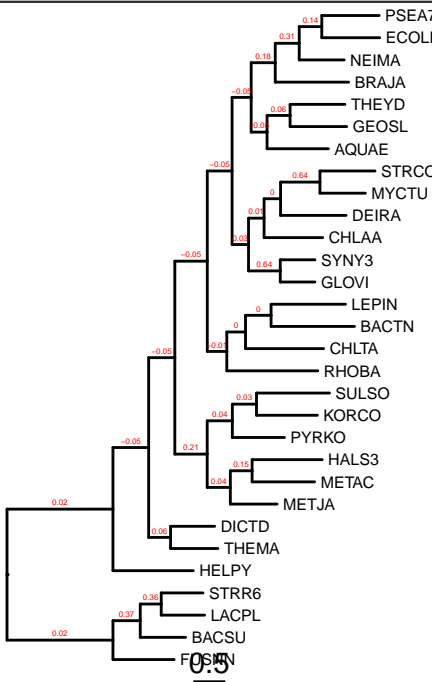 0.14 PSEA7
ECOLI
0.31 NEIMA
0.18 BRAJA
-0.05
0.06 THEYD
GEOSL
AQUAE
-0.05
0.64 STRCO
MYCTU
0 DEIRA
0.01 CHLAA
0.03
0.64 SYNY3
GLOVI
-0.05
0 LEPIN
BACTN
0 CHLTA
-0.01 RHOBA
-0.05
0.03 SULSO
KORCO
0.04 PYRKO
0.21
0.15 HALS3
METAC
0.04 METJA
-0.05
0.06 DICTD
THEMA
0.02 HELPY
0.36 STRR6
LACPL
0.37 BACSU
0.02
0.5